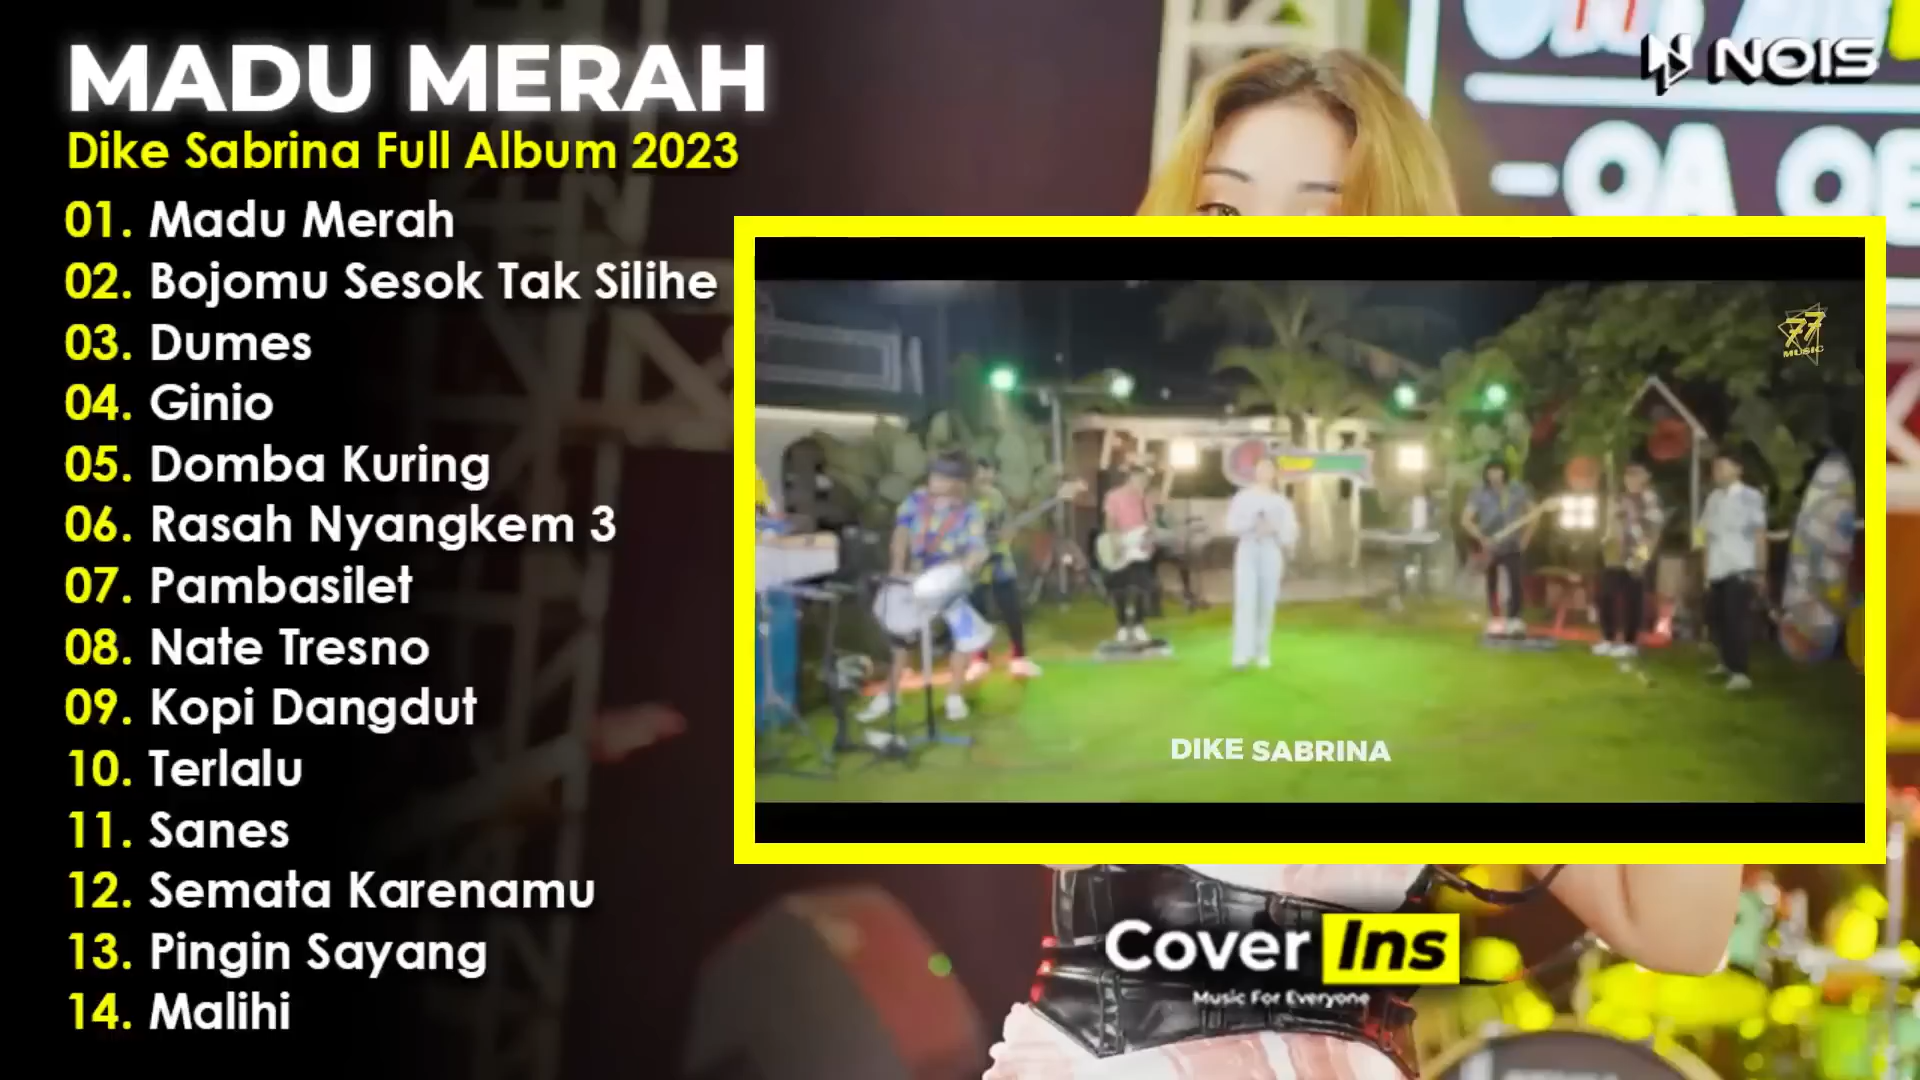 MADU MERAH
Dike Sabrina Full Album 2023
01. Madu Merah
02. Bojomu Sesok Tak Silihe
03. Dumes
04. Ginio
05. Domba Kuring
06. Rasah Nyangkem 3
07. Pambasilet
08. Nate Tresno
09. Kopi Dangdut
10. Terlalu
11. Sanes
12. Semata Karenamu
13. Pingin Sayang
14. Malihi
NOIS
77
MUSIC
DIKE SABRINA
Cover Ins
Music For Everyone